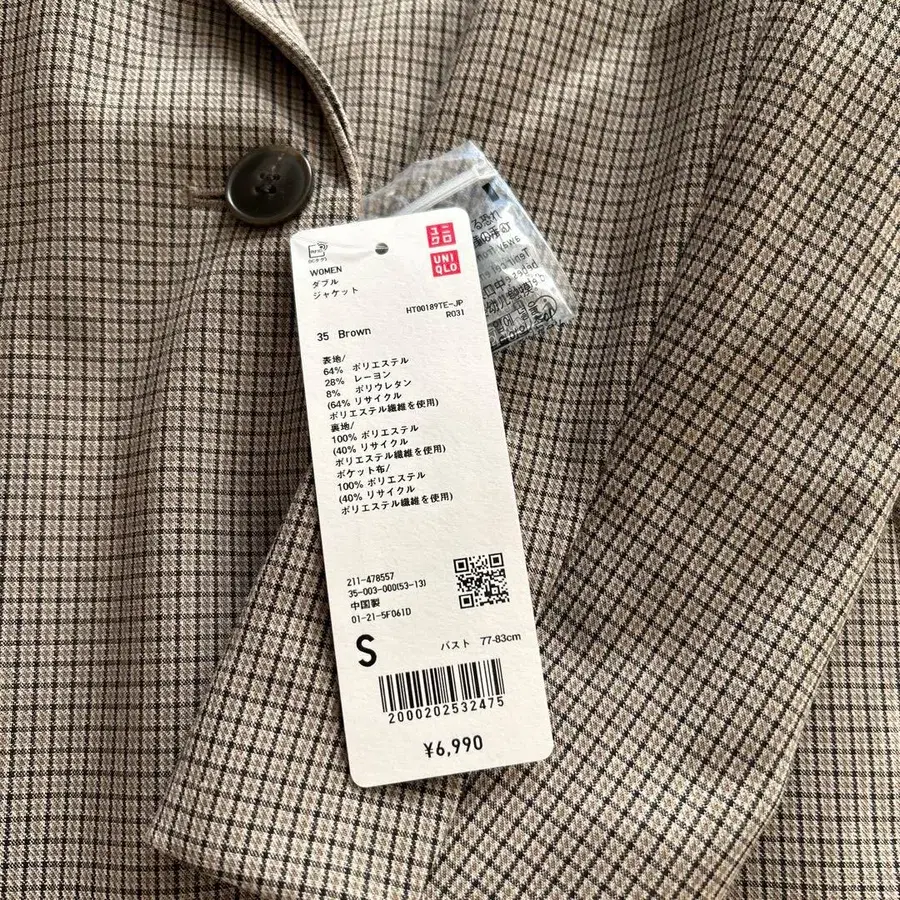 ユニ
クロ
UNI
QLO
RFID
WOMEN
ダブル
ジャケット
HT00189TE-JP
R031
35 Brown
表地/
64% ポリエステル
28% レーヨン
8% ポリウレタン
(64% リサイクル
ポリエステル繊維を使用)
裏地/
100% ポリエステル
(40% リサイクル
ポリエステル繊維を使用)
ポケット布/
100% ポリエステル
(40% リサイクル
ポリエステル繊維を使用)
211-478557
35-003-000(53-13)
中国製
01-21-5F061D
S
バスト 77-83cm
2000202532475
¥6,990